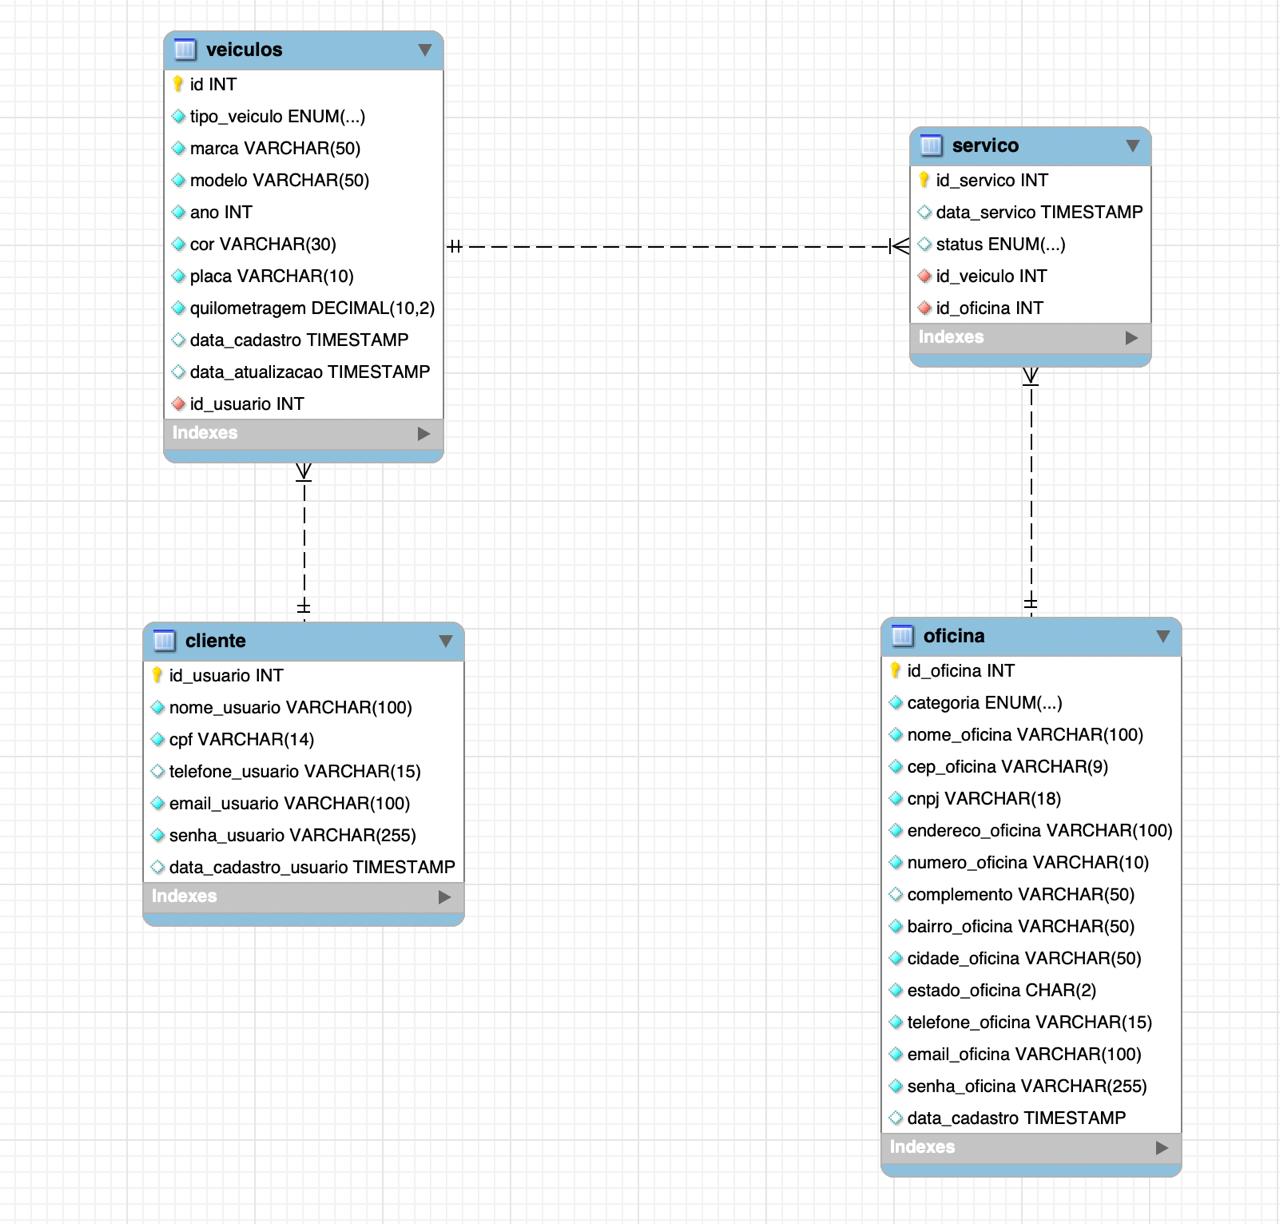 veiculos
id INT
tipo_veiculo ENUM(...)
marca VARCHAR(50)
modelo VARCHAR(50)
ano INT
cor VARCHAR(30)
placa VARCHAR(10)
quilometragem DECIMAL(10,2)
data_cadastro TIMESTAMP
data_atualizacao TIMESTAMP
id_usuario INT
Indexes
servico
id_servico INT
data_servico TIMESTAMP
status ENUM(...)
id_veiculo INT
id_oficina INT
Indexes
cliente
id_usuario INT
nome_usuario VARCHAR(100)
cpf VARCHAR(14)
telefone_usuario VARCHAR(15)
email_usuario VARCHAR(100)
senha_usuario VARCHAR(255)
data_cadastro_usuario TIMESTAMP
Indexes
oficina
id_oficina INT
categoria ENUM(...)
nome_oficina VARCHAR(100)
cep_oficina VARCHAR(9)
cnpj VARCHAR(18)
endereco_oficina VARCHAR(100)
numero_oficina VARCHAR(10)
complemento VARCHAR(50)
bairro_oficina VARCHAR(50)
cidade_oficina VARCHAR(50)
estado_oficina CHAR(2)
telefone_oficina VARCHAR(15)
email_oficina VARCHAR(100)
senha_oficina VARCHAR(255)
data_cadastro TIMESTAMP
Indexes